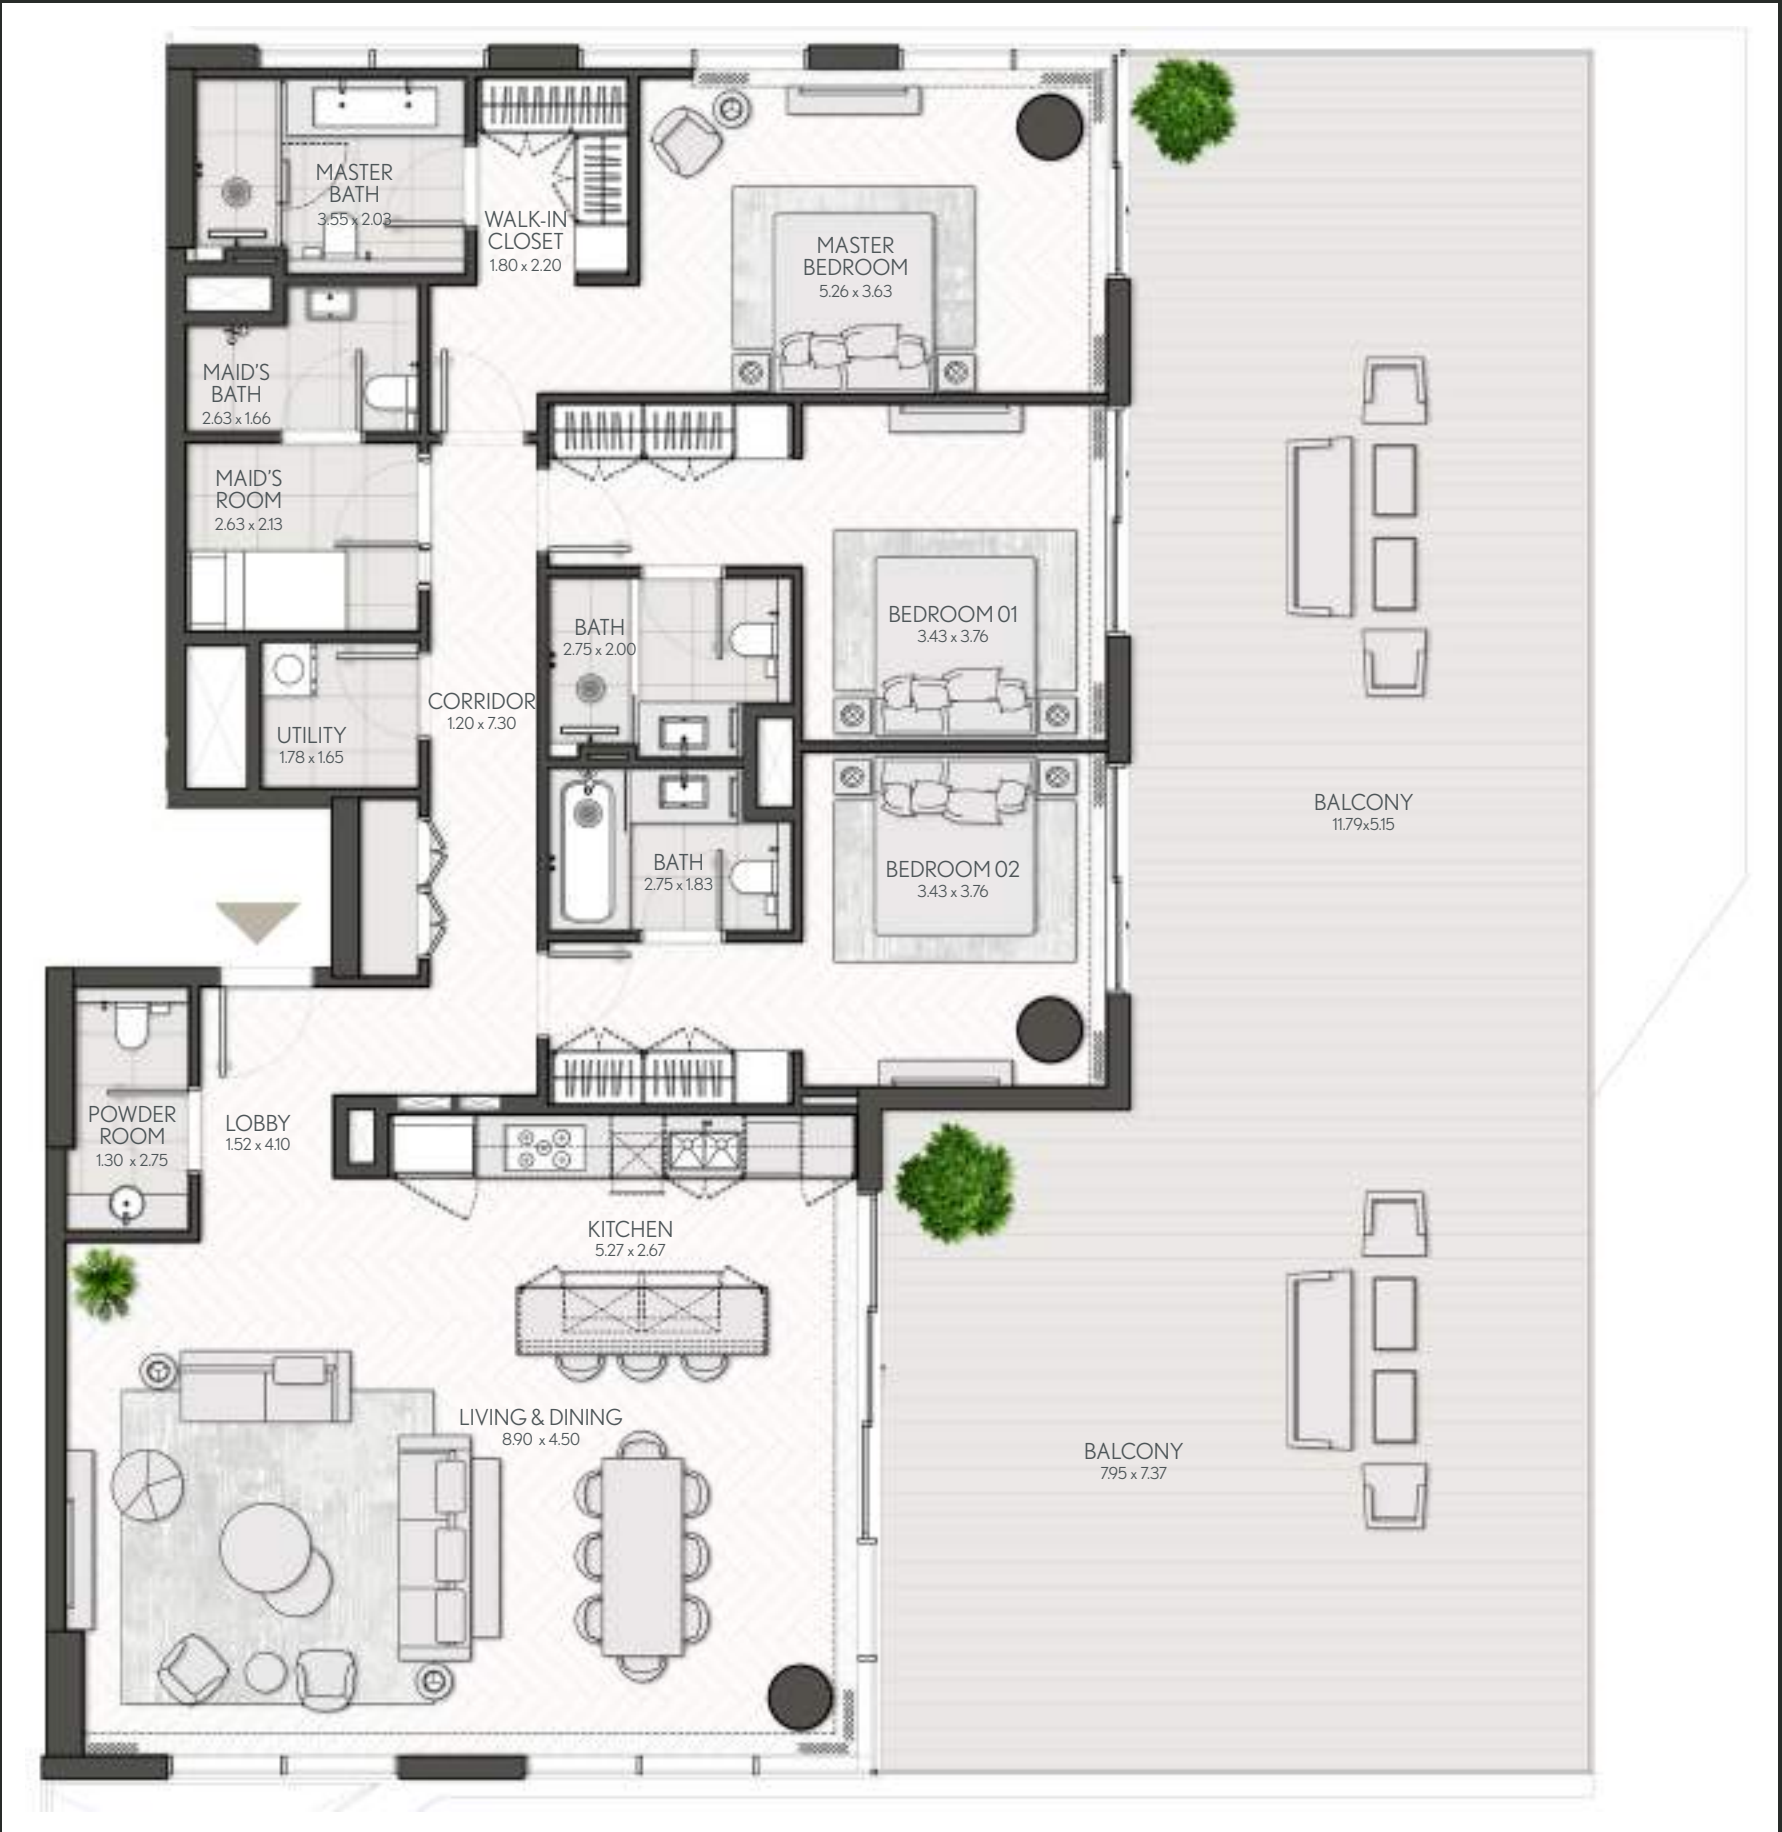 MASTER
BATH
3.55 x 2.03
WALK-IN
CLOSET
1.80 x 2.20
MASTER
BEDROOM
5.26 x 3.63
MAID'S
BATH
2.63 x 1.66
MAID'S
ROOM
2.63 x 2.13
BATH
2.75 x 2.00
BEDROOM 01
3.43 x 3.76
CORRIDOR
1.20 x 7.30
UTILITY
1.78 x 1.65
BALCONY
11.79x5.15
BATH
2.75 x 1.83
BEDROOM 02
3.43 x 3.76
POWDER
ROOM
1.30 x 2.75
LOBBY
1.52 x 4.10
KITCHEN
5.27 x 2.67
LIVING & DINING
8.90 x 4.50
BALCONY
7.95 x 7.37